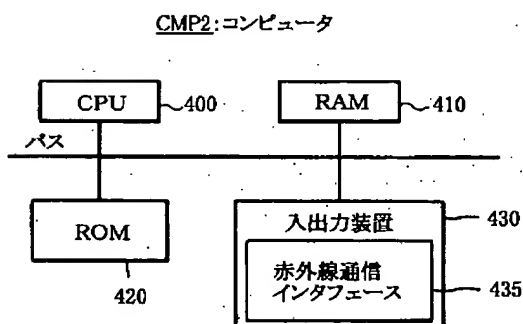 CMP2:コンピュータ
CPU
400
RAM
410
バス
ROM
420
入出力装置
430
赤外線通信
インタフェース
435